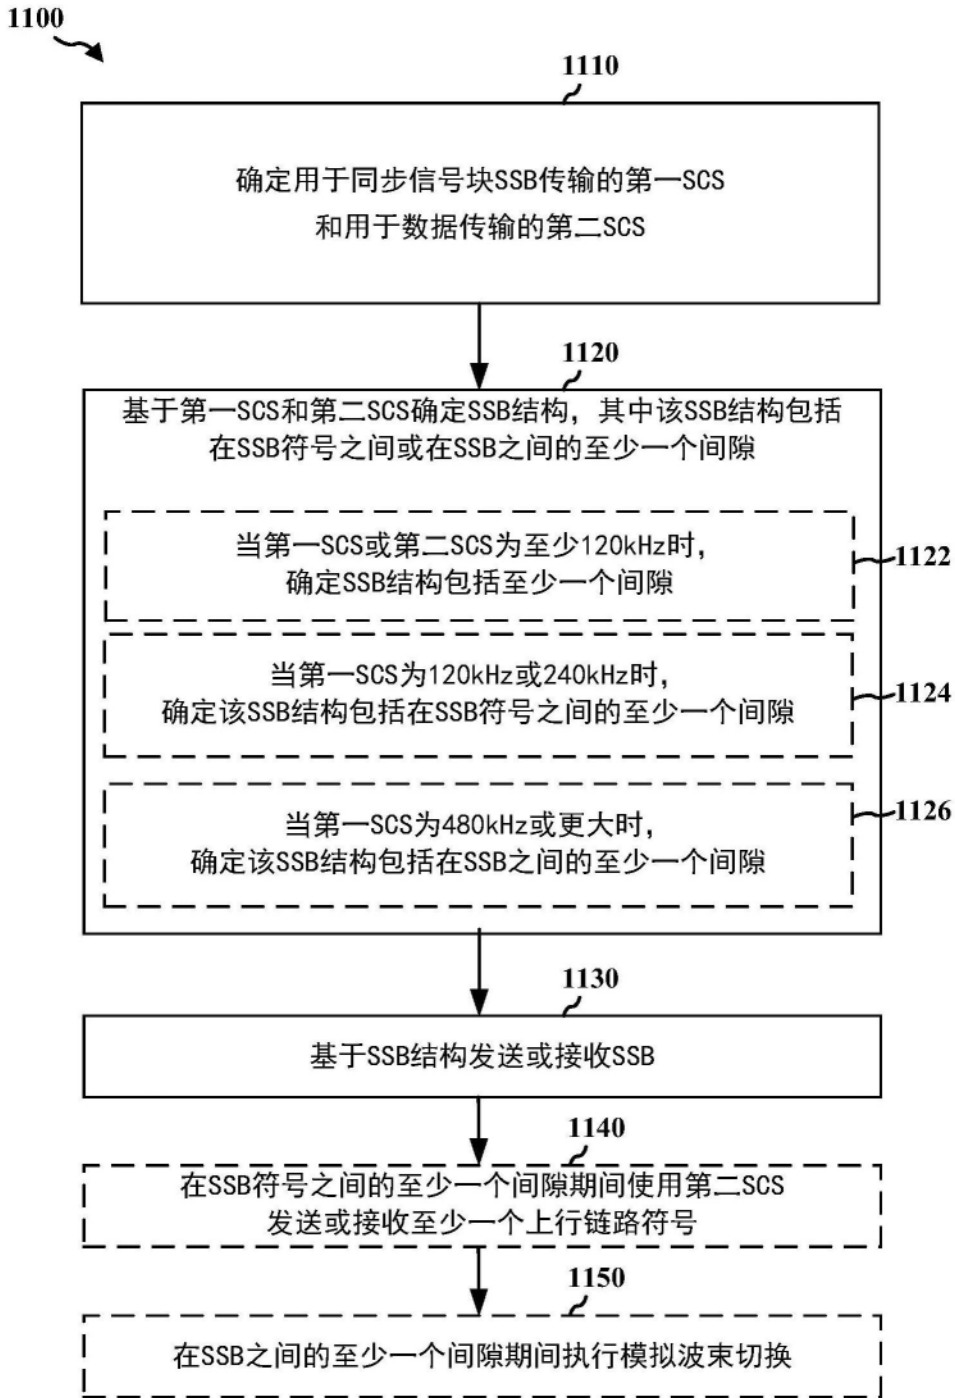 1100
1110
确定用于同步信号块SSB传输的第一SCS
和用于数据传输的第二SCS
1120
基于第一SCS和第二SCS确定SSB结构，其中该SSB结构包括
在SSB符号之间或在SSB之间的至少一个间隙
当第一SCS或第二SCS为至少120kHz时，
确定SSB结构包括至少一个间隙
1122
当第一SCS为120kHz或240kHz时，
确定该SSB结构包括在SSB符号之间的至少一个间隙
1124
当第一SCS为480kHz或更大时，
确定该SSB结构包括在SSB之间的至少一个间隙
1126
1130
基于SSB结构发送或接收SSB
1140
在SSB符号之间的至少一个间隙期间使用第二SCS
发送或接收至少一个上行链路符号
1150
在SSB之间的至少一个间隙期间执行模拟波束切换